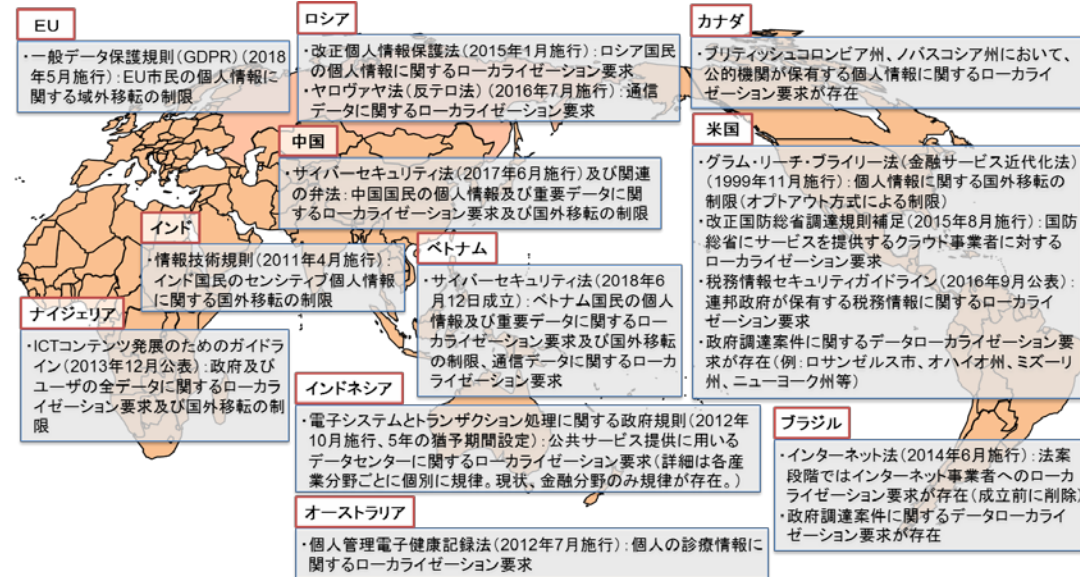 EU
・一般データ保護規則(GDPR)(2018
年5月施行):EU市民の個人情報に
関する域外移転の制限
ロシア
・改正個人情報保護法(2015年1月施行):ロシア国民
の個人情報に関するローカライゼーション要求
・ヤロヴァヤ法(反テロ法)(2016年7月施行):通信
データに関するローカライゼーション要求
カナダ
・ブリティッシュコロンビア州、ノバスコシア州において、
公的機関が保有する個人情報に関するローカライ
ゼーション要求が存在
中国
・サイバーセキュリティ法(2017年6月施行)及び関連
の弁法:中国国民の個人情報及び重要データに関
するローカライゼーション要求及び国外移転の制限
米国
・グラム・リーチ・ブライリー法(金融サービス近代化法)
(1999年11月施行):個人情報に関する国外移転の
制限(オプトアウト方式による制限)
・改正国防総省調達規則補足(2015年8月施行):国防
総省にサービスを提供するクラウド事業者に対する
ローカライゼーション要求
・税務情報セキュリティガイドライン(2016年9月公表):
連邦政府が保有する税務情報に関するローカライ
ゼーション要求
・政府調達案件に関するデータローカライゼーション要
求が存在(例:ロサンゼルス市、オハイオ州、ミズーリ
州、ニューヨーク州等)
インド
・情報技術規則(2011年4月施行):
インド国民のセンシティブ個人情報
に関する国外移転の制限
ベトナム
・サイバーセキュリティ法(2018年6
月12日成立):ベトナム国民の個人
情報及び重要データに関するロー
カライゼーション要求及び国外移転
の制限、通信データに関するローカ
ライゼーション要求
ナイジェリア
・ICTコンテンツ発展のためのガイドラ
イン(2013年12月公表):政府及び
ユーザの全データに関するローカラ
イゼーション要求及び国外移転の制
限
インドネシア
・電子システムとトランザクション処理に関する政府規則(2012年
10月施行、5年の猶予期間設定):公共サービス提供に用いる
データセンターに関するローカライゼーション要求(詳細は各産
業分野ごとに個別に規律。現状、金融分野のみ規律が存在。)
ブラジル
・インターネット法(2014年6月施行):法案
段階ではインターネット事業者へのローカ
ライゼーション要求が存在(成立前に削除)
・政府調達案件に関するデータローカライ
ゼーション要求が存在
オーストラリア
・個人管理電子健康記録法(2012年7月施行):個人の診療情報に
関するローカライゼーション要求